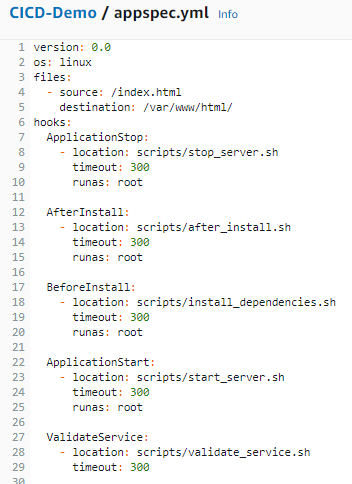 CICD-Demo / appspec.yml Info
1 version: 0.0
2 os: linux
3 files:
4 - source: /index.html
5 destination: /var/www/html/
6 hooks:
7 ApplicationStop:
8 - location: scripts/stop_server.sh
9 timeout: 300
10 runas: root
11
12 AfterInstall:
13 - location: scripts/after_install.sh
14 timeout: 300
15 runas: root
16
17 BeforeInstall:
18 - location: scripts/install_dependencies.sh
19 timeout: 300
20 runas: root
21
22 ApplicationStart:
23 - location: scripts/start_server.sh
24 timeout: 300
25 runas: root
26
27 ValidateService:
28 - location: scripts/validate_service.sh
29 timeout: 300
30